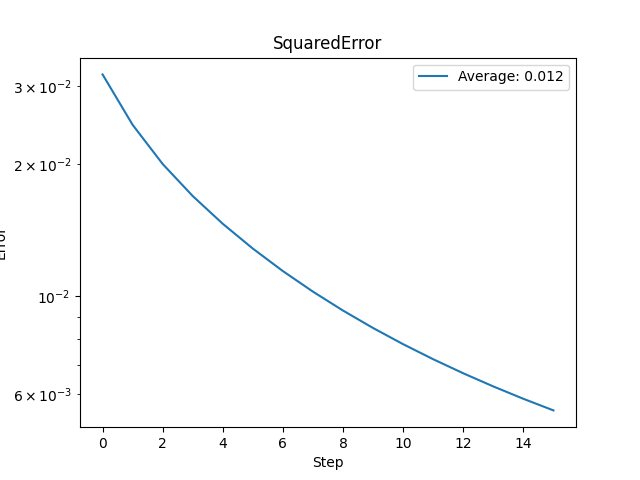 SquaredError
Average: 0.012
3 × 10⁻²
2 × 10⁻²
10⁻²
6 × 10⁻³
Error
0 2 4 6 8 10 12 14
Step